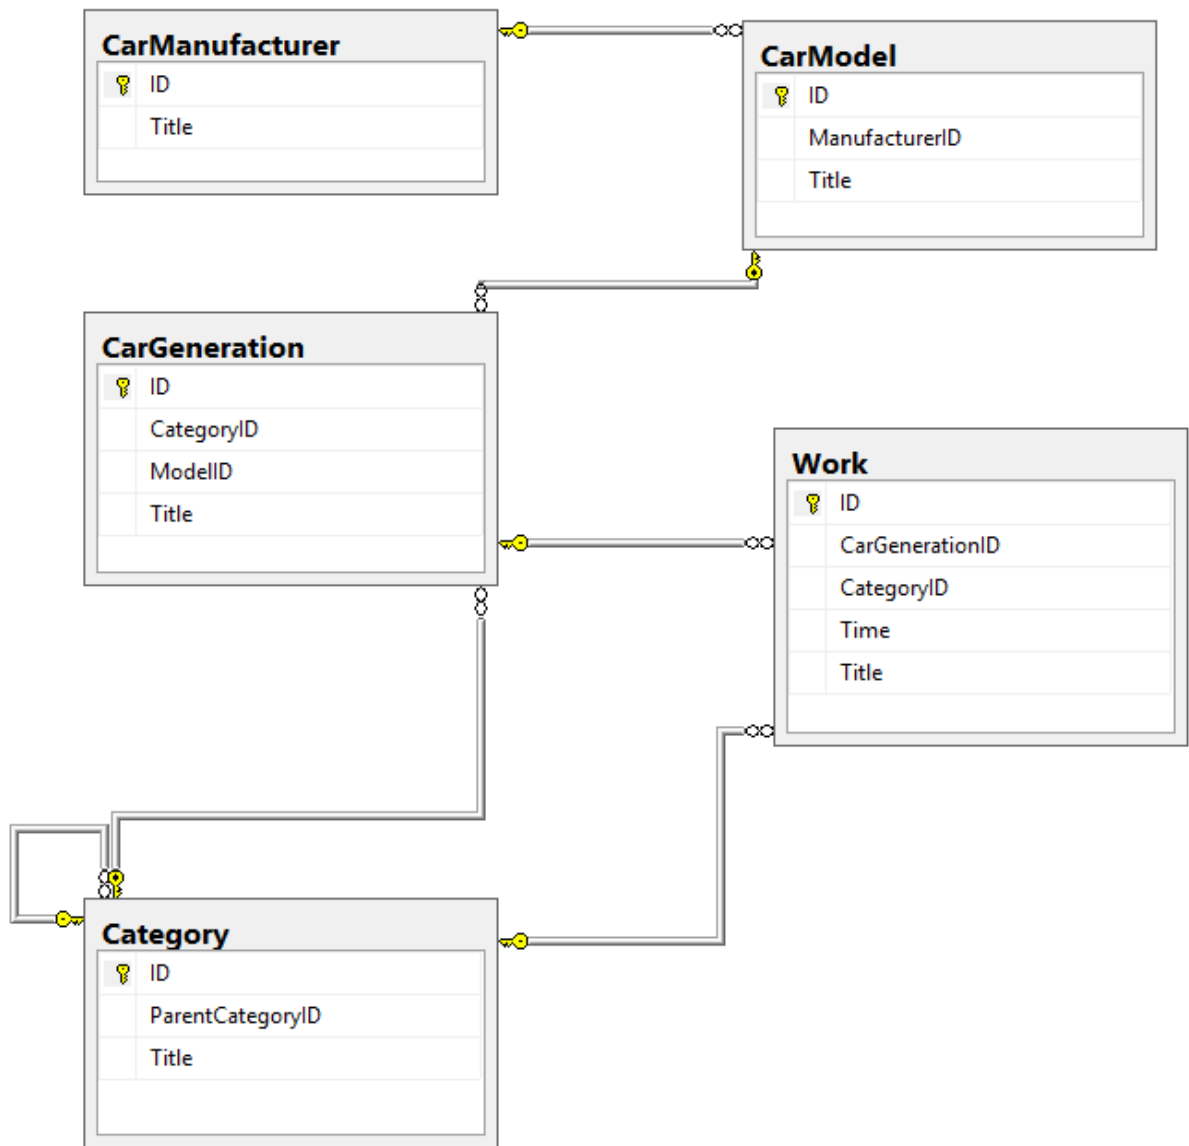 CarManufacturer
ID
Title
CarModel
ID
ManufacturerID
Title
CarGeneration
ID
CategoryID
ModelID
Title
Work
ID
CarGenerationID
CategoryID
Time
Title
Category
ID
ParentCategoryID
Title